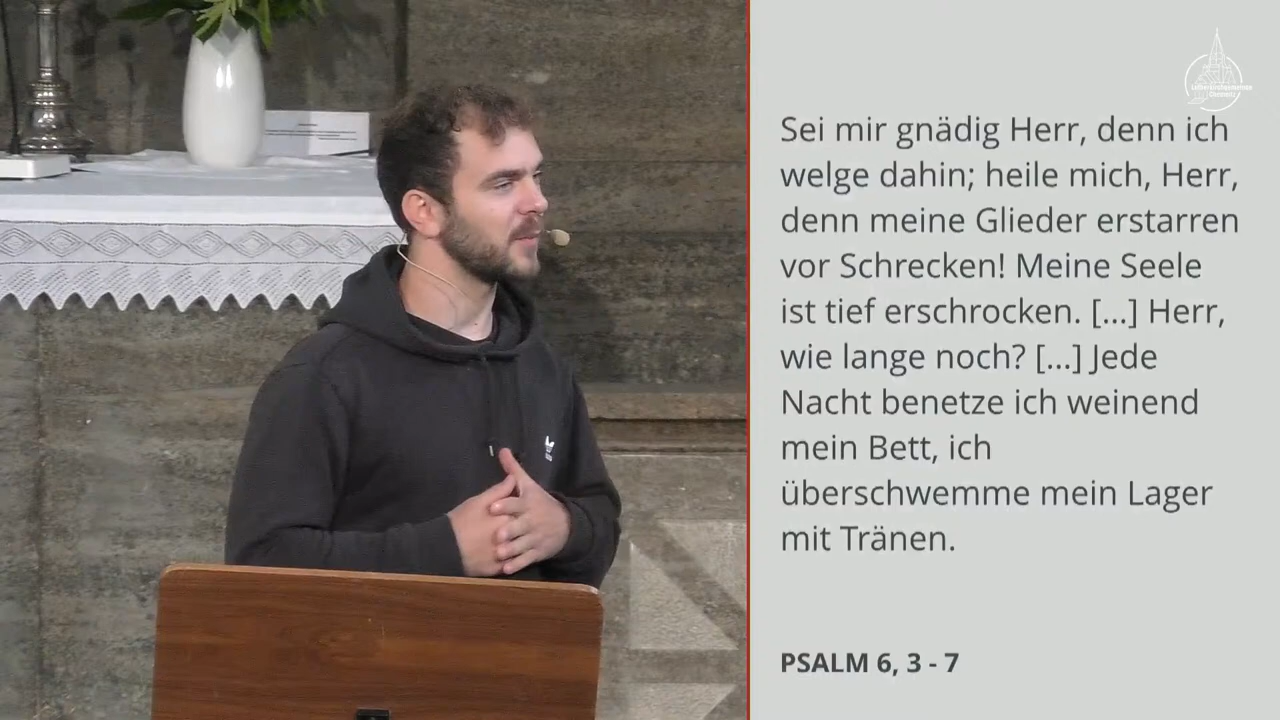 Lutherkirchgemeinde
Chemnitz
Sei mir gnädig Herr, denn ich
welge dahin; heile mich, Herr,
denn meine Glieder erstarren
vor Schrecken! Meine Seele
ist tief erschrocken. [...] Herr,
wie lange noch? [...] Jede
Nacht benetze ich weinend
mein Bett, ich
überschwemme mein Lager
mit Tränen.
PSALM 6, 3 - 7